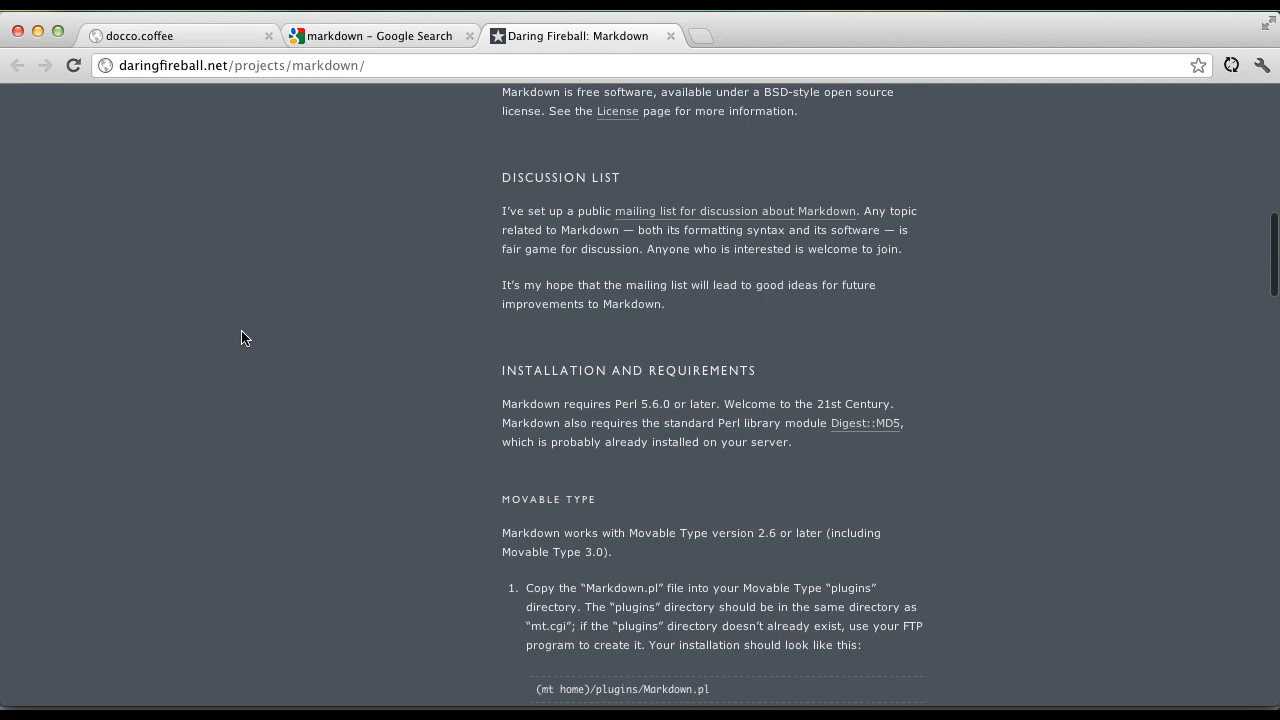 docco.coffee
markdown - Google Search
Daring Fireball: Markdown
daringfireball.net/projects/markdown/
Markdown is free software, available under a BSD-style open source
license. See the License page for more information.
DISCUSSION LIST
I’ve set up a public mailing list for discussion about Markdown. Any topic
related to Markdown — both its formatting syntax and its software — is
fair game for discussion. Anyone who is interested is welcome to join.
It’s my hope that the mailing list will lead to good ideas for future
improvements to Markdown.
INSTALLATION AND REQUIREMENTS
Markdown requires Perl 5.6.0 or later. Welcome to the 21st Century.
Markdown also requires the standard Perl library module Digest::MD5,
which is probably already installed on your server.
MOVABLE TYPE
Markdown works with Movable Type version 2.6 or later (including
Movable Type 3.0).
1. Copy the “Markdown.pl” file into your Movable Type “plugins”
directory. The “plugins” directory should be in the same directory as
“mt.cgi”; if the “plugins” directory doesn’t already exist, use your FTP
program to create it. Your installation should look like this:
(mt home)/plugins/Markdown.pl